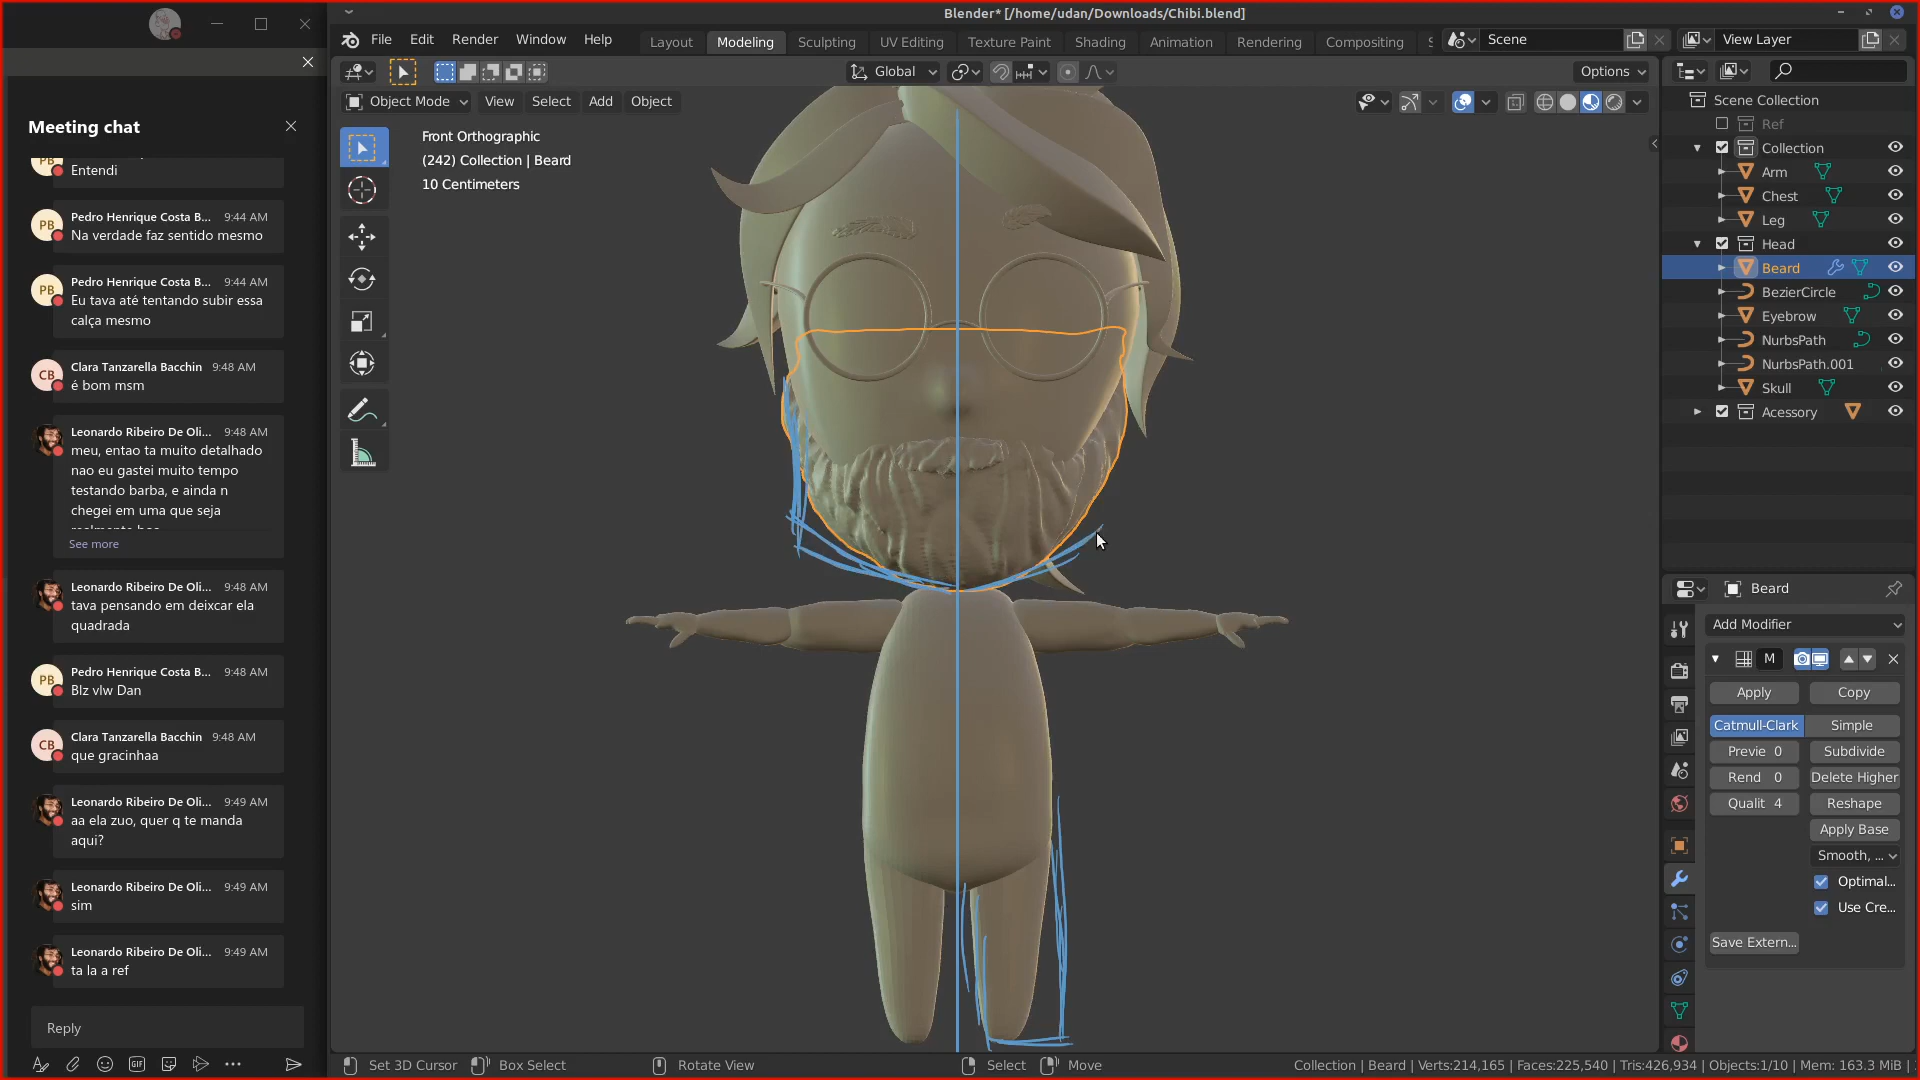 Meeting chat
Entendi
Pedro Henrique Costa B... 9:44 AM
Na verdade faz sentido mesmo
Pedro Henrique Costa B... 9:44 AM
Eu tava até tentando subir essa
calça mesmo
Clara Tanzarella Bacchin 9:48 AM
é bom msm
Leonardo Ribeiro De Oli... 9:48 AM
meu, entao ta muito detalhado
nao eu gastei muito tempo
testando barba, e ainda n
chegei em uma que seja
See more
Leonardo Ribeiro De Oli... 9:48 AM
tava pensando em deixcar ela
quadrada
Pedro Henrique Costa B... 9:48 AM
Blz vlw Dan
Clara Tanzarella Bacchin 9:48 AM
que gracinhaa
Leonardo Ribeiro De Oli... 9:49 AM
aa ela zuo, quer q te manda
aqui?
Leonardo Ribeiro De Oli... 9:49 AM
sim
Leonardo Ribeiro De Oli... 9:49 AM
ta la a ref
Reply
Blender* [/home/udan/Downloads/Chibi.blend]
File Edit Render Window Help
Layout Modeling Sculpting UV Editing Texture Paint Shading Animation Rendering Compositing
Scene
View Layer
Global
Options
Object Mode View Select Add Object
Front Orthographic
(242) Collection | Beard
10 Centimeters
Scene Collection
Ref
Collection
Arm
Chest
Leg
Head
Beard
BezierCircle
Eyebrow
NurbsPath
NurbsPath.001
Skull
Acessory
Beard
Add Modifier
M
Apply Copy
Catmull-Clark Simple
Previe 0 Subdivide
Rend 0 Delete Higher
Qualit 4 Reshape
Apply Base
Smooth, ...
Optimal...
Use Cre...
Save Extern...
Set 3D Cursor Box Select Rotate View Select Move
Collection | Beard | Verts:214,165 | Faces:225,540 | Tris:426,934 | Objects:1/10 | Mem: 163.3 MiB |